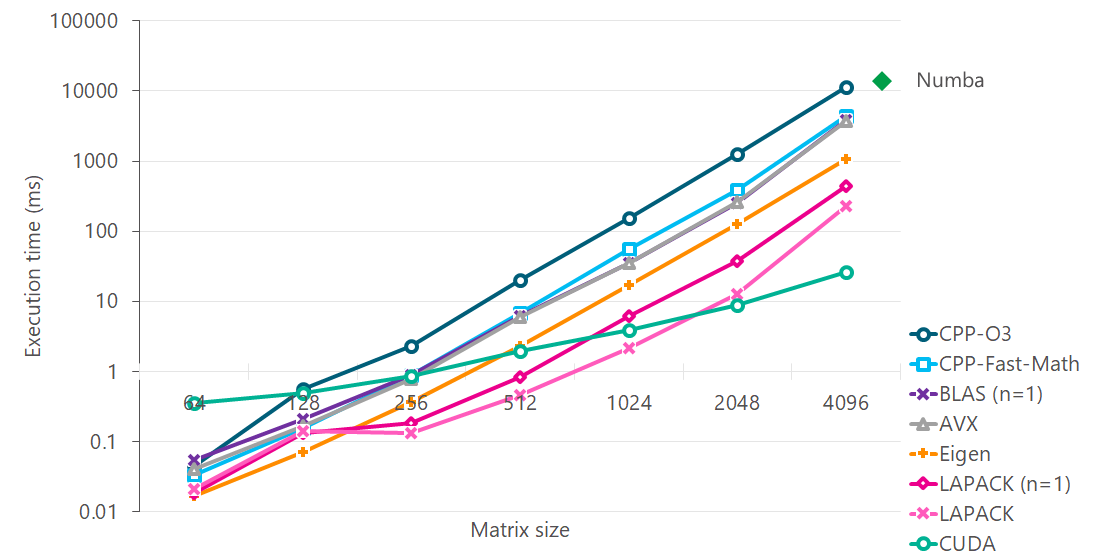 100000
10000
1000
100
10
1
0.1
0.01
Execution time (ms)
64 128 256 512 1024 2048 4096
Matrix size
Numba
CPP-O3
CPP-Fast-Math
BLAS (n=1)
AVX
Eigen
LAPACK (n=1)
LAPACK
CUDA